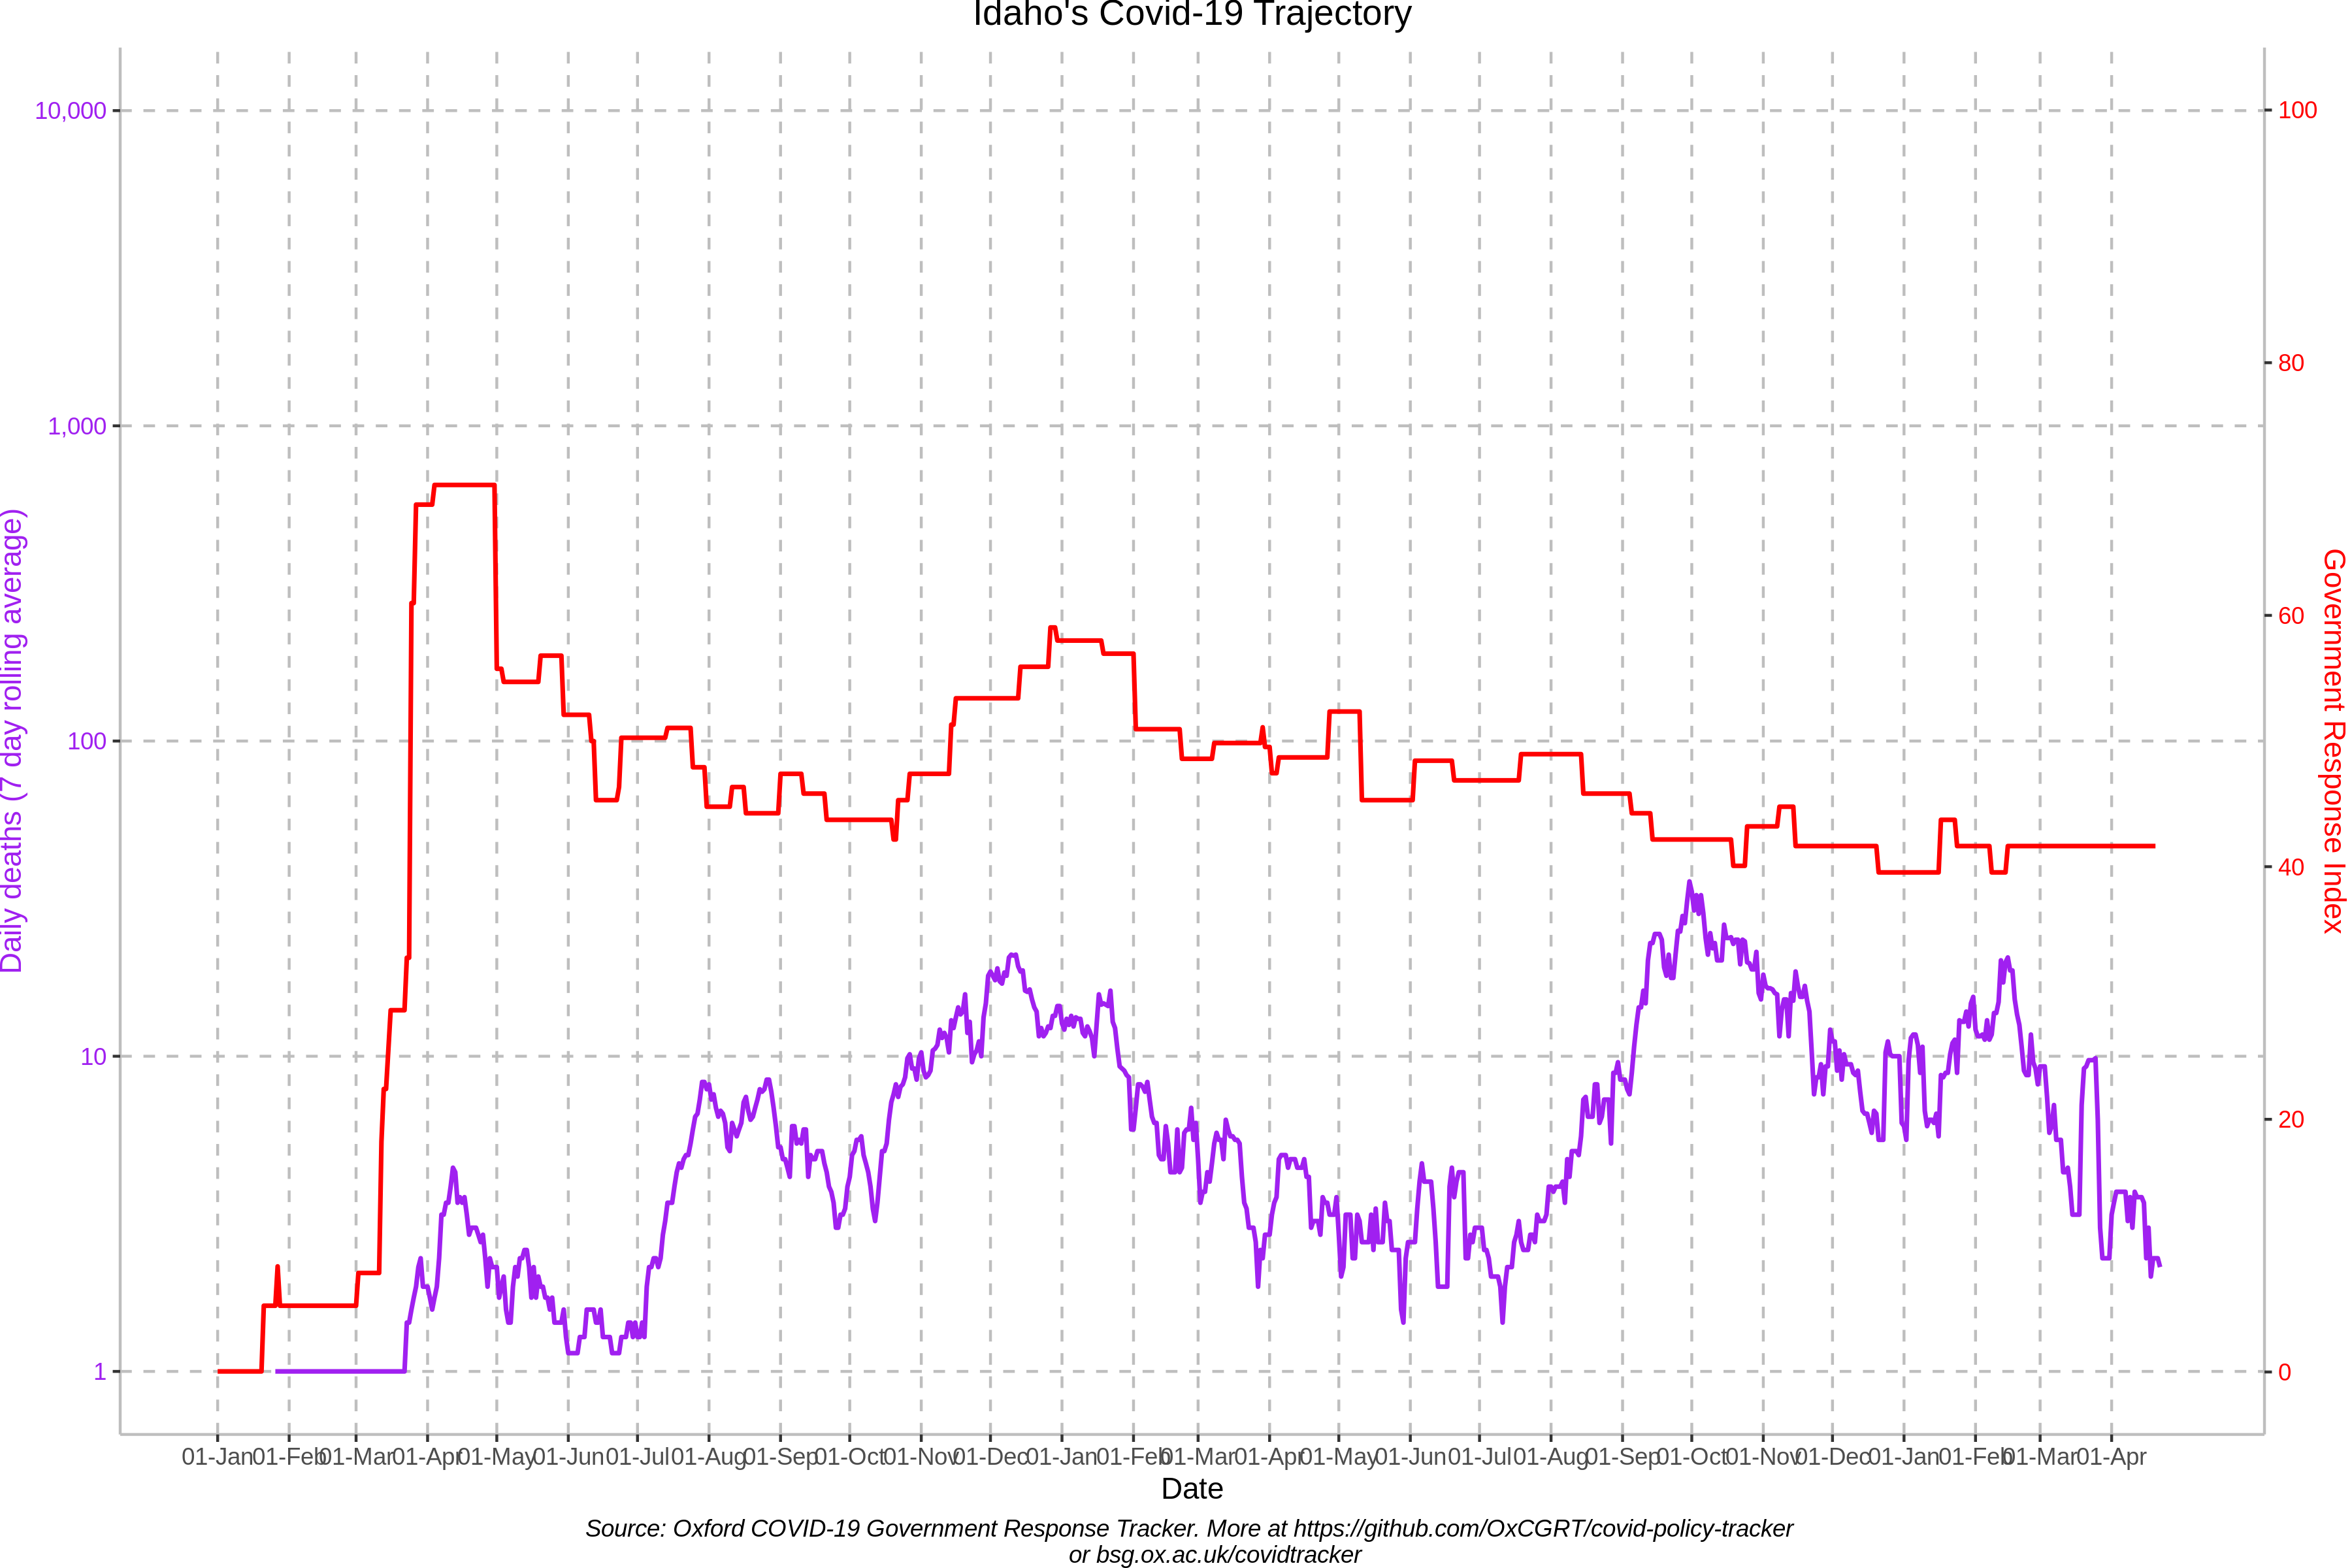 Idaho's Covid-19 Trajectory
10,000
1,000
100
10
1
Daily deaths (7 day rolling average)
100
80
60
40
20
0
Government Response Index
01-Jan 01-Feb 01-Mar 01-Apr 01-May 01-Jun 01-Jul 01-Aug 01-Sep 01-Oct 01-Nov 01-Dec 01-Jan 01-Feb 01-Mar 01-Apr 01-May 01-Jun 01-Jul 01-Aug 01-Sep 01-Oct 01-Nov 01-Dec 01-Jan 01-Feb 01-Mar 01-Apr
Date
Source: Oxford COVID-19 Government Response Tracker. More at https://github.com/OxCGRT/covid-policy-tracker
or bsg.ox.ac.uk/covidtracker